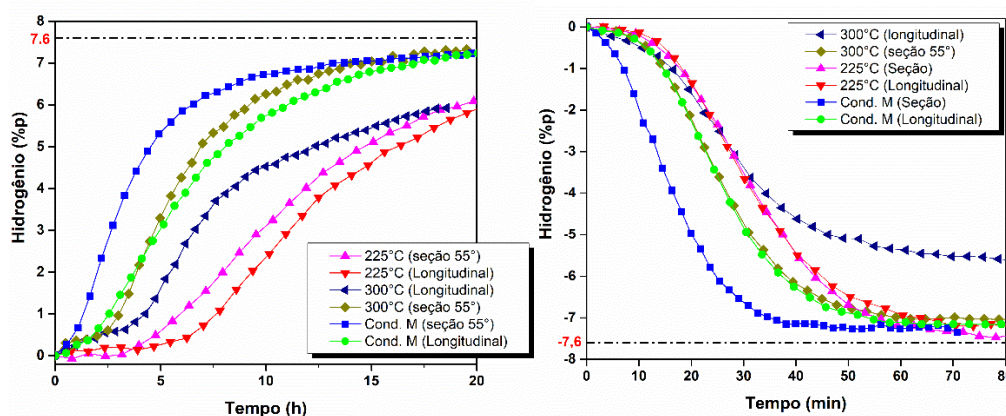 Hidrogênio (%p)
8
7,6
7
6
5
4
3
2
1
0
0
5
10
15
20
Tempo (h)
225°C (seção 55°)
225°C (Longitudinal)
300°C (Longitudinal)
300°C (seção 55°)
Cond. M (seção 55°)
Cond. M (Longitudinal)
Hidrogênio (%p)
0
-1
-2
-3
-4
-5
-6
-7
-7,6
-8
0
10
20
30
40
50
60
70
80
Tempo (min)
300°C (longitudinal)
300°C (seção 55°)
225°C (Seção)
225°C (Longitudinal)
Cond. M (Seção)
Cond. M (Longitudinal)